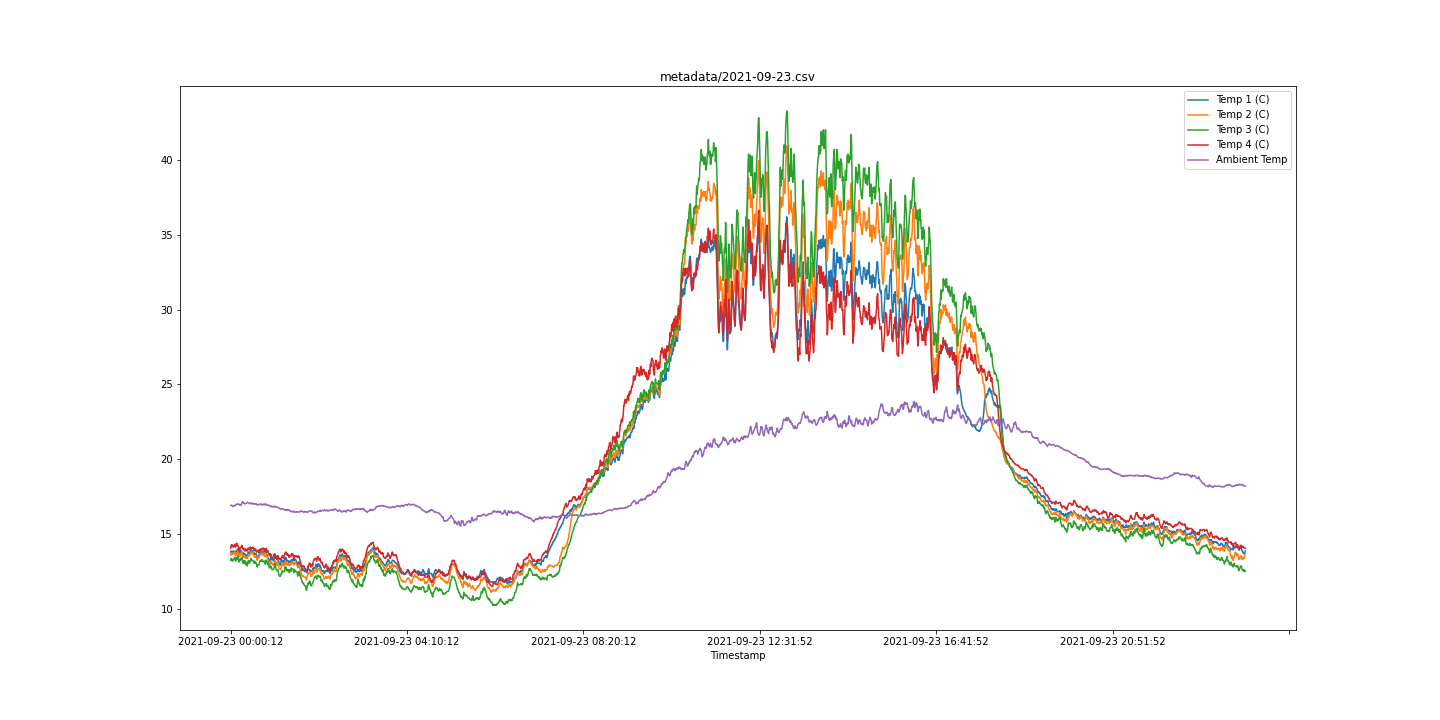 metadata/2021-09-23.csv
Temp 1 (C)
Temp 2 (C)
Temp 3 (C)
Temp 4 (C)
Ambient Temp
40
35
30
25
20
15
10
2021-09-23 00:00:12
2021-09-23 04:10:12
2021-09-23 08:20:12
2021-09-23 12:31:52
2021-09-23 16:41:52
2021-09-23 20:51:52
Timestamp